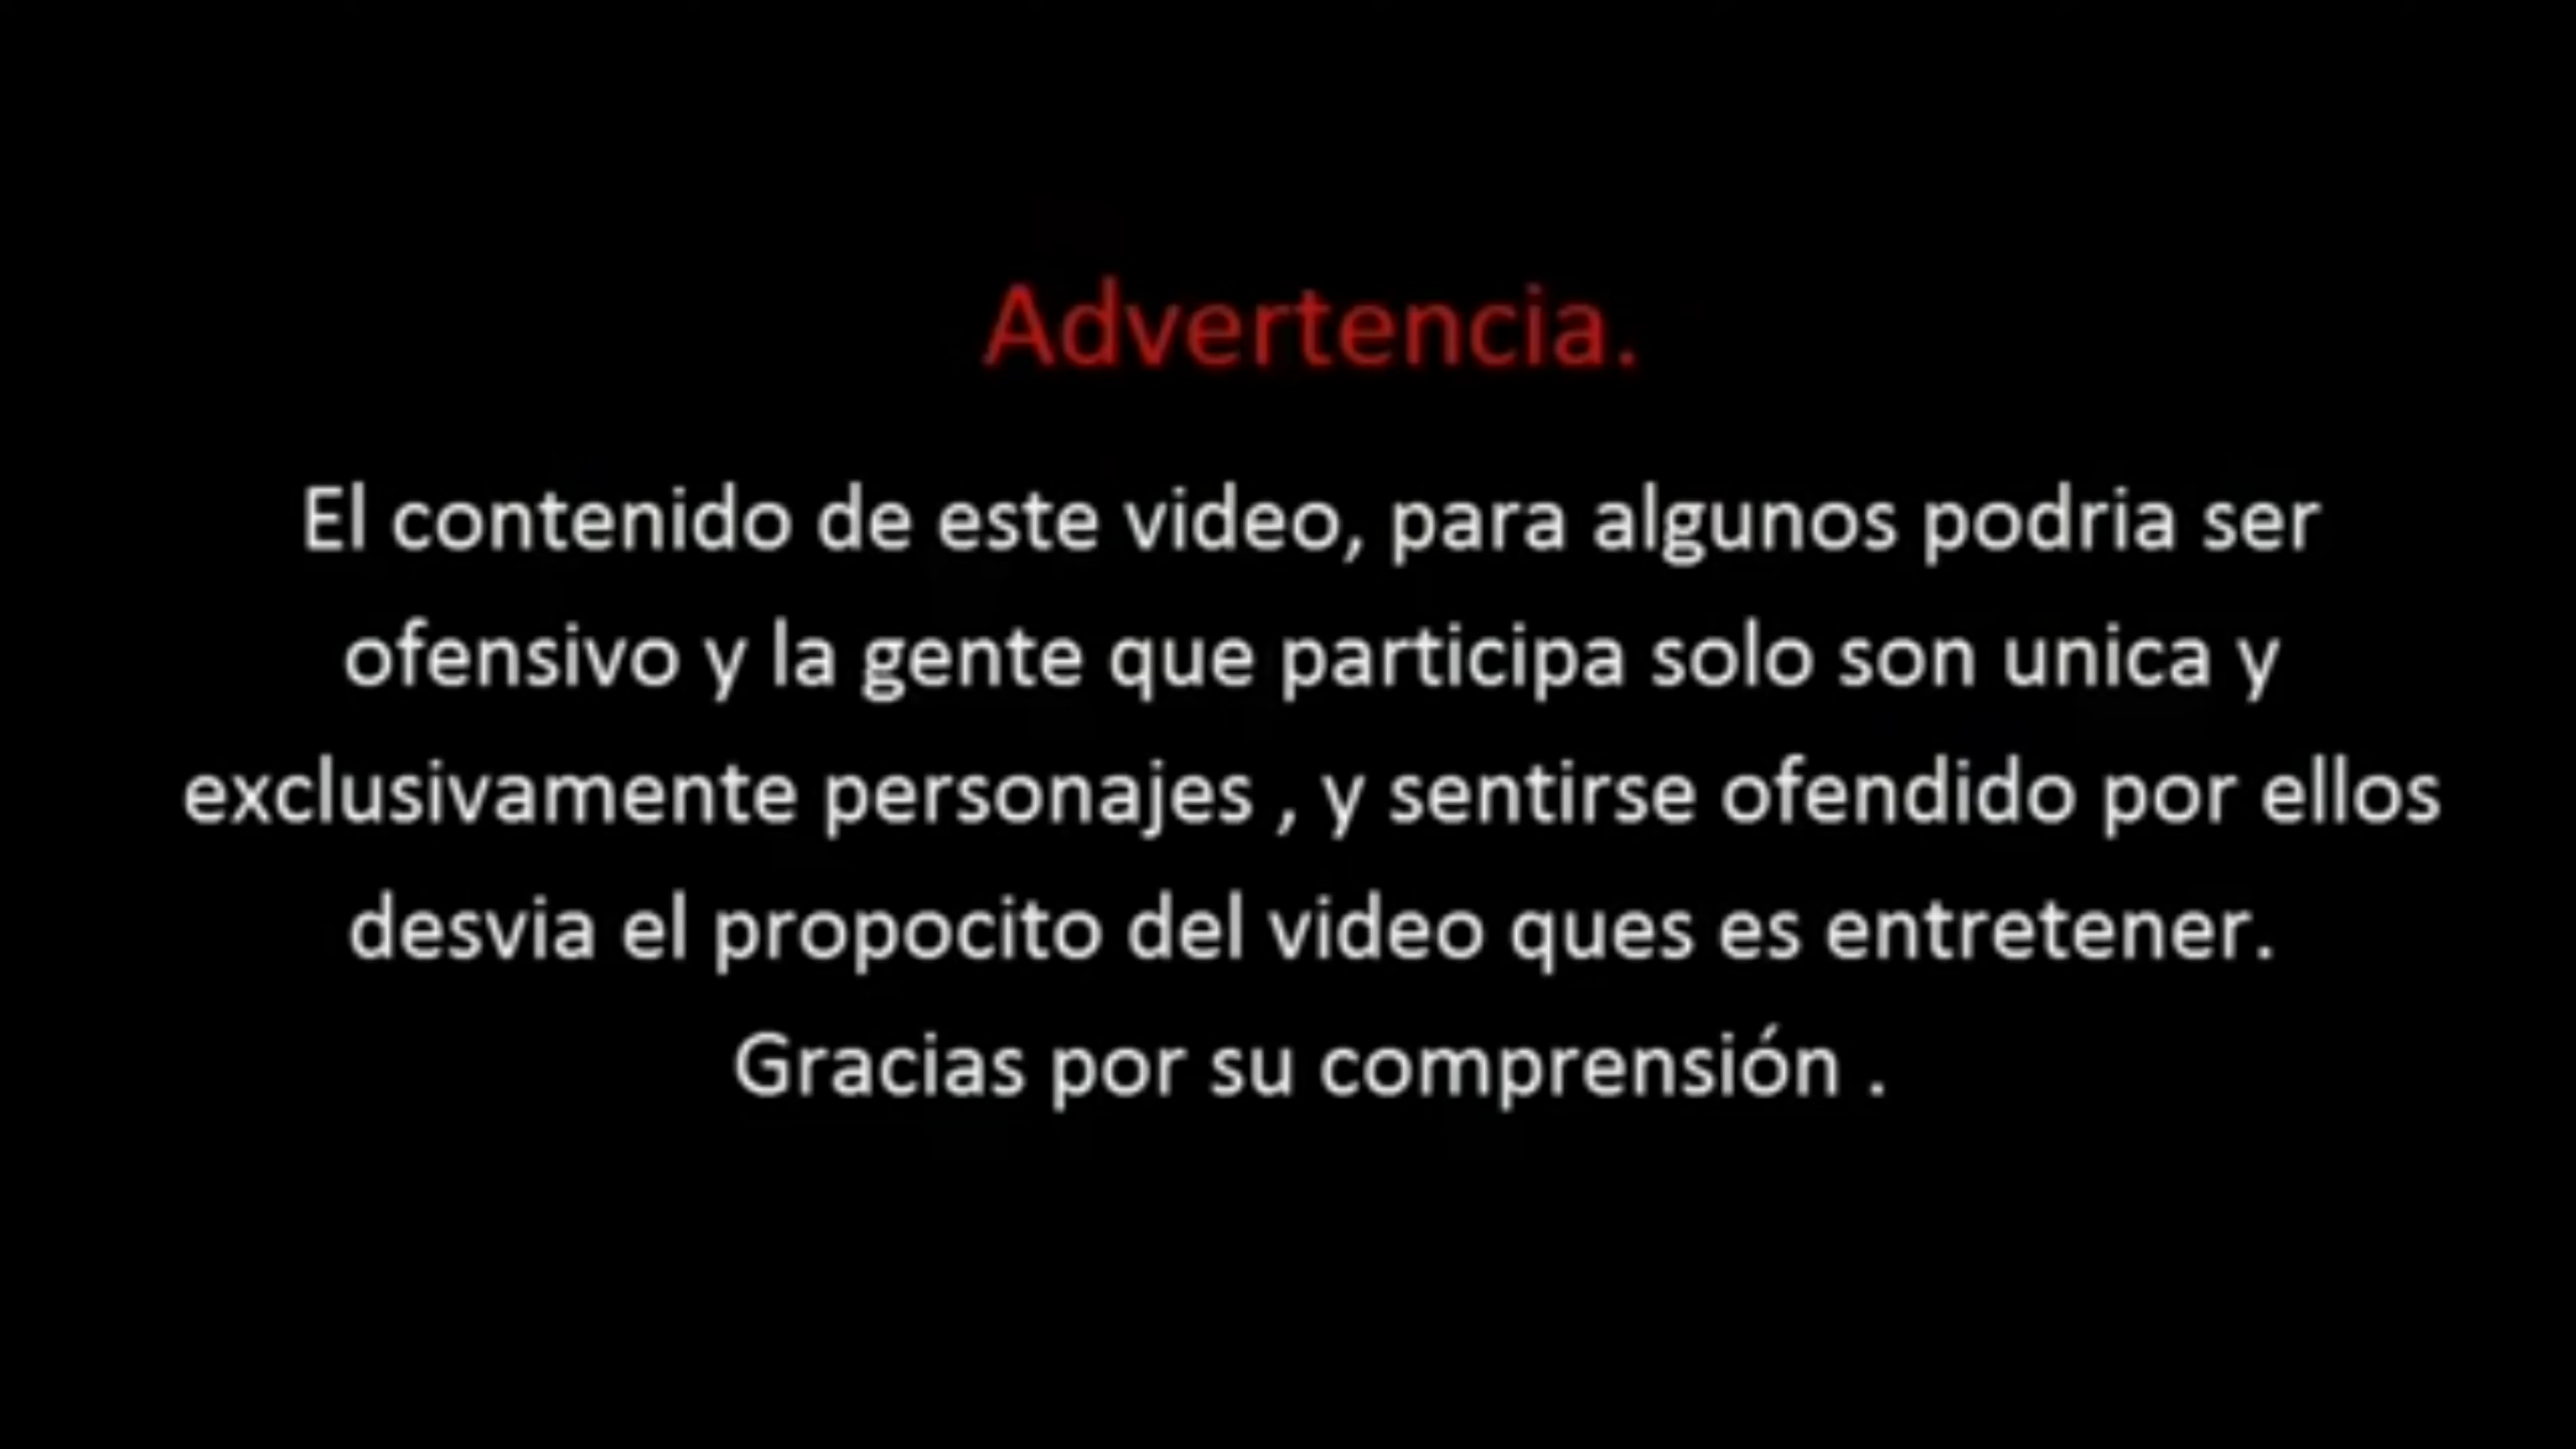 Advertencia.
El contenido de este video, para algunos podria ser
ofensivo y la gente que participa solo son unica y
exclusivamente personajes , y sentirse ofendido por ellos
desvia el propocito del video ques es entretener.
Gracias por su comprensión .